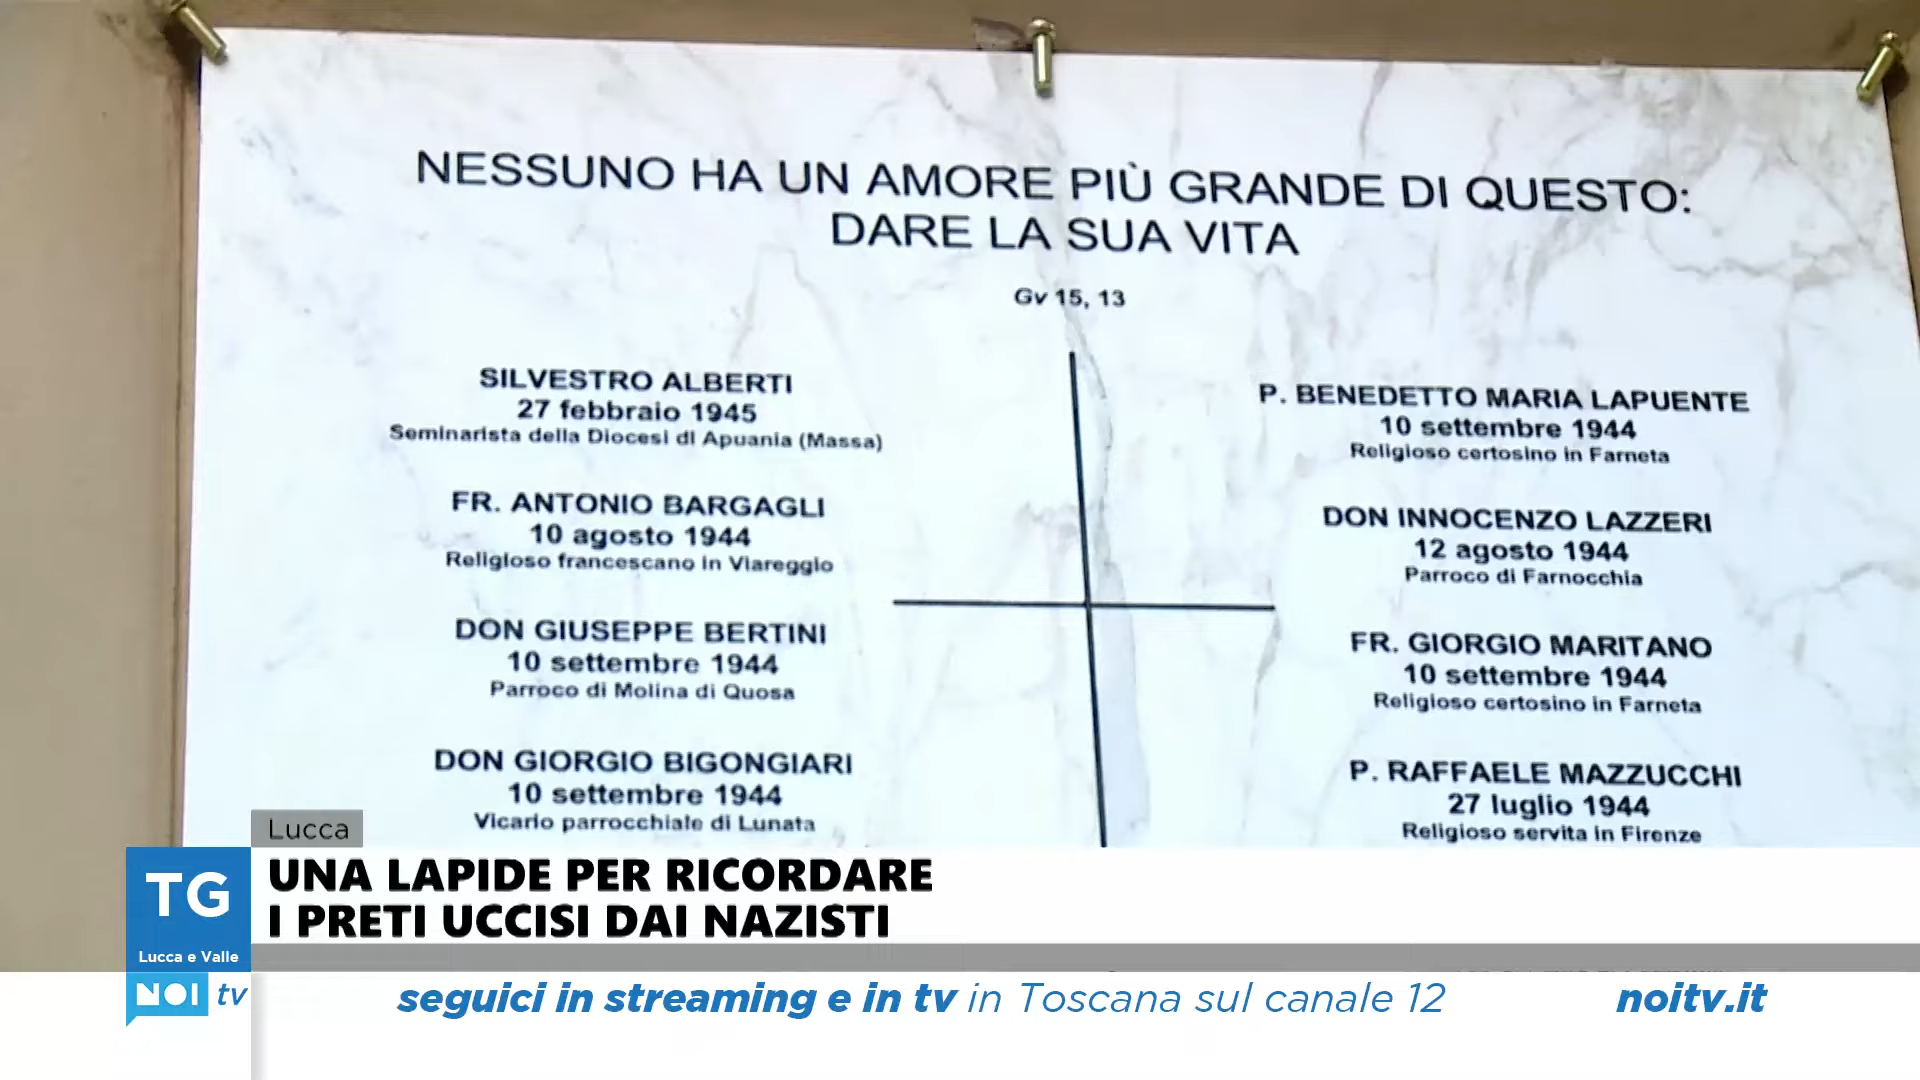 NESSUNO HA UN AMORE PIÙ GRANDE DI QUESTO:
DARE LA SUA VITA
Gv 15, 13
SILVESTRO ALBERTI
27 febbraio 1945
Seminarista della Diocesi di Apuania (Massa)
FR. ANTONIO BARGAGLI
10 agosto 1944
Religioso francescano in Viareggio
DON GIUSEPPE BERTINI
10 settembre 1944
Parroco di Molina di Quosa
DON GIORGIO BIGONGIARI
10 settembre 1944
Vicario parrocchiale di Lunata
P. BENEDETTO MARIA LAPUENTE
10 settembre 1944
Religioso certosino in Farneta
DON INNOCENZO LAZZERI
12 agosto 1944
Parroco di Farnocchia
FR. GIORGIO MARITANO
10 settembre 1944
Religioso certosino in Farneta
P. RAFFAELE MAZZUCCHI
27 luglio 1944
Religioso servita in Firenze
Lucca
UNA LAPIDE PER RICORDARE
I PRETI UCCISI DAI NAZISTI
TG
Lucca e Valle
NOI tv
seguici in streaming e in tv in Toscana sul canale 12
noitv.it